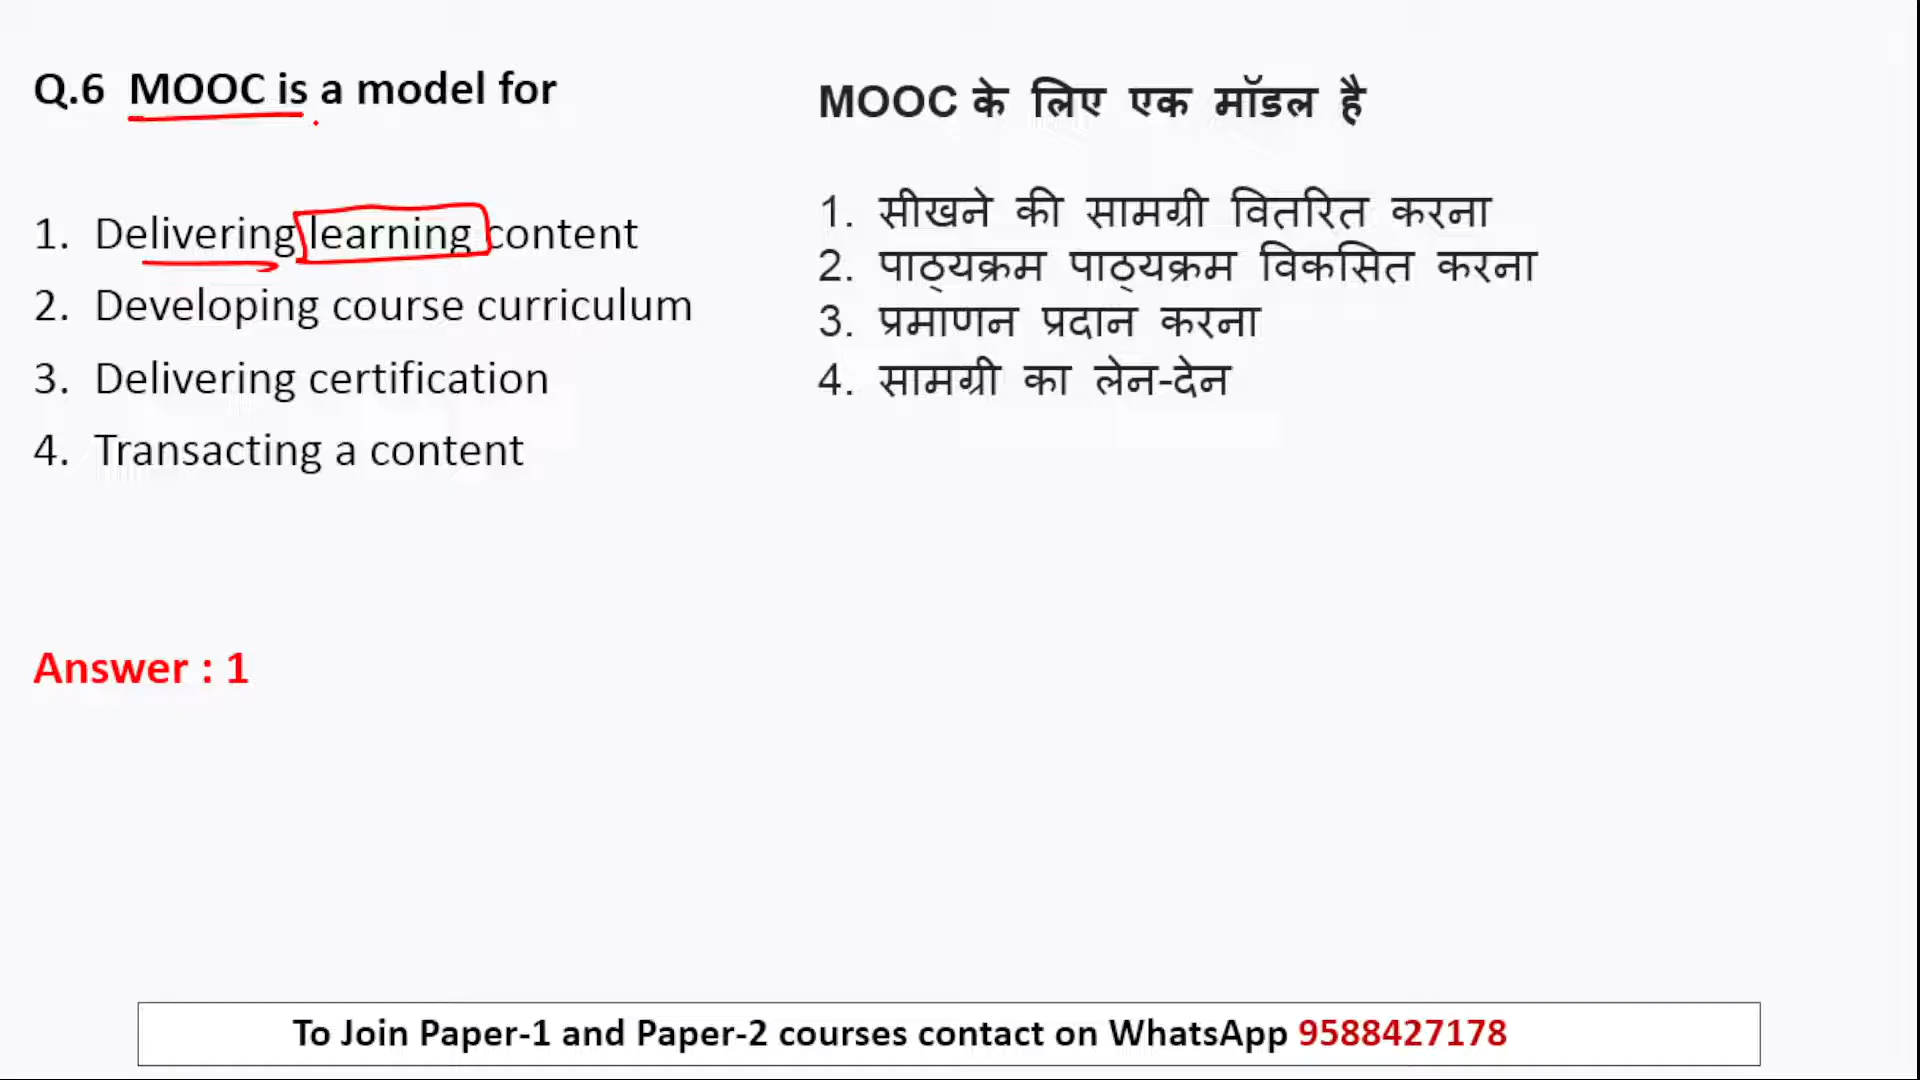 Q.6 MOOC is a model for
1. Delivering learning content
2. Developing course curriculum
3. Delivering certification
4. Transacting a content
Answer : 1
MOOC के लिए एक मॉडल है
1. सीखने की सामग्री वितरित करना
2. पाठ्यक्रम पाठ्यक्रम विकसित करना
3. प्रमाणन प्रदान करना
4. सामग्री का लेन-देन
To Join Paper-1 and Paper-2 courses contact on WhatsApp 9588427178